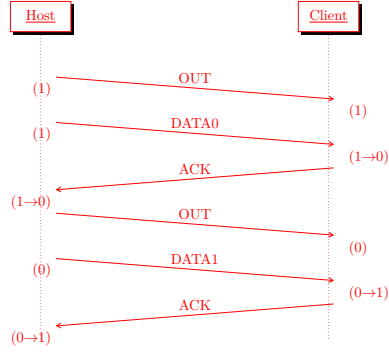 Host Client
OUT
(1)
(1)
DATA0
(1)
(1→0)
ACK
(1→0)
OUT
(0)
DATA1
(0)
(0→1)
ACK
(0→1)